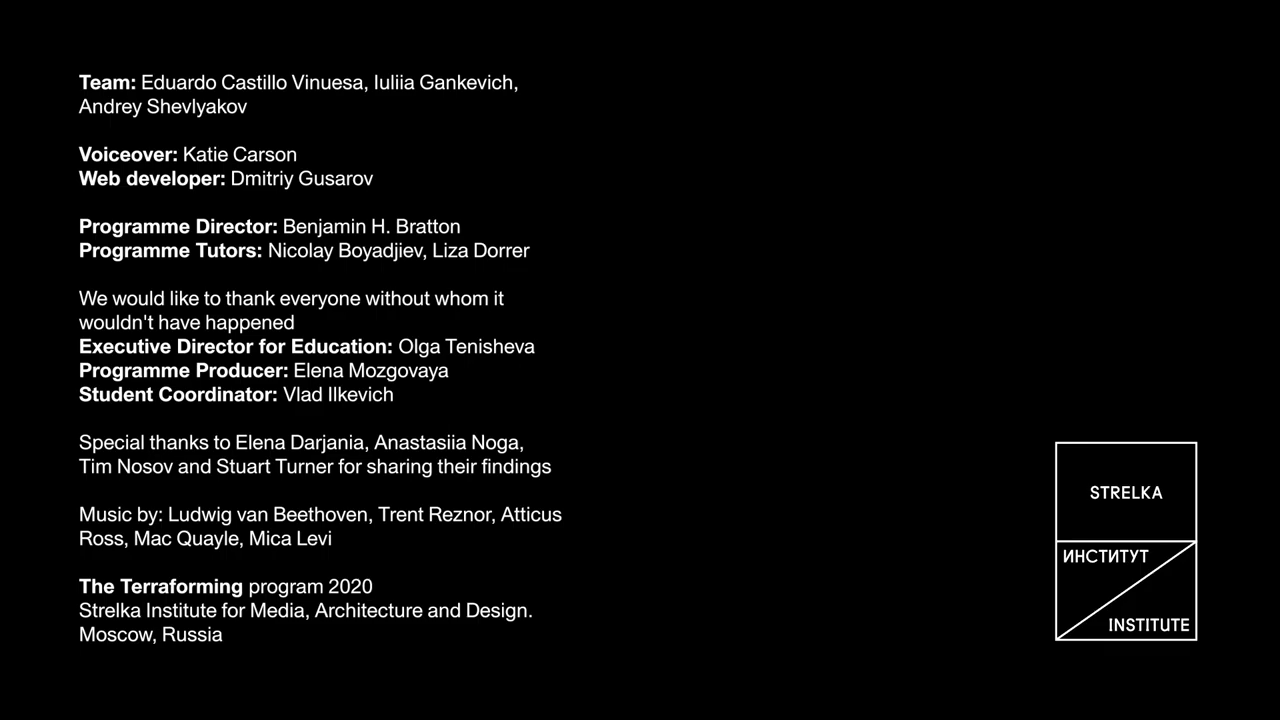 Team: Eduardo Castillo Vinuesa, Iuliia Gankevich,
Andrey Shevlyakov
Voiceover: Katie Carson
Web developer: Dmitriy Gusarov
Programme Director: Benjamin H. Bratton
Programme Tutors: Nicolay Boyadjiev, Liza Dorrer
We would like to thank everyone without whom it
wouldn't have happened
Executive Director for Education: Olga Tenisheva
Programme Producer: Elena Mozgovaya
Student Coordinator: Vlad Ilkevich
Special thanks to Elena Darjania, Anastasiia Noga,
Tim Nosov and Stuart Turner for sharing their findings
Music by: Ludwig van Beethoven, Trent Reznor, Atticus
Ross, Mac Quayle, Mica Levi
The Terraforming program 2020
Strelka Institute for Media, Architecture and Design.
Moscow, Russia
STRELKA
ИНСТИТУТ
INSTITUTE